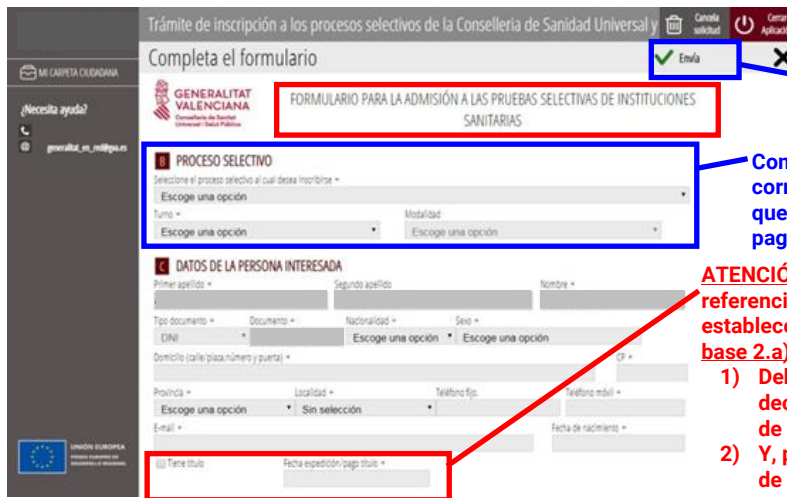 Trámite de inscripción a los procesos selectivos de la Conselleria de Sanidad Universal y
Cancela solicitud
Cerrar Aplicació
Completa el formulario
Envía
MI CARPETA CIUDADANA
¿Necesita ayuda?
generalitat_en_red@gva.es
GENERALITAT
VALENCIANA
Conselleria de Sanitat
Universal i Salut Pública
FORMULARIO PARA LA ADMISIÓN A LAS PRUEBAS SELECTIVAS DE INSTITUCIONES
SANITARIAS
B PROCESO SELECTIVO
Seleccione el proceso selectivo al cual desea inscribirse *
Escoge una opción
Turno * Modalidad
Escoge una opción Escoge una opción
C DATOS DE LA PERSONA INTERESADA
Primer apellido * Segundo apellido Nombre *
Tipo documento * Documento * Nacionalidad * Sexo *
DNI Escoge una opción Escoge una opción
Domicilio (calle/plaza,número y puerta) * CP *
Provincia * Localidad * Teléfono fijo. Teléfono móvil *
Escoge una opción Sin selección
E-mail * Fecha de nacimiento *
Tiene título Fecha expedición/pago título *
UNIÓN EUROPEA
FONDO EUROPEO DE
DESARROLLO REGIONAL
Con
corr
que
pag
ATENCIÓ
referenci
establec
base 2.a)
1) Del
dec
de
2) Y, p
de